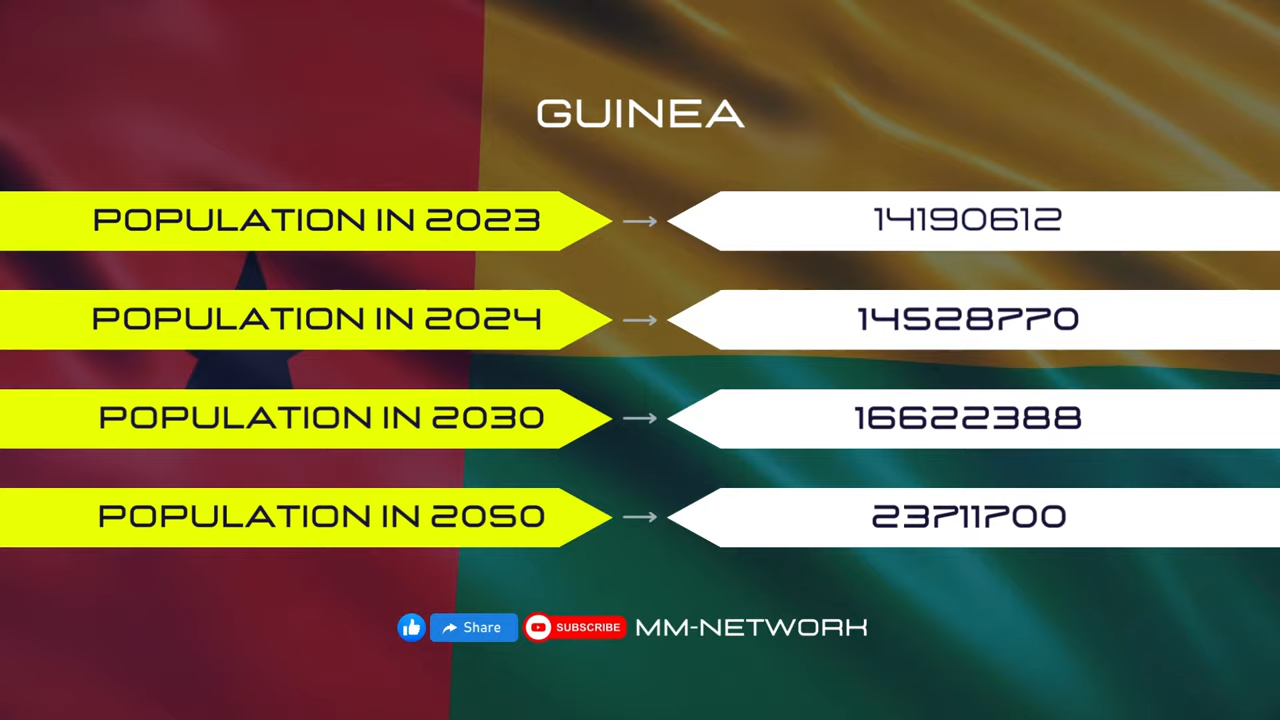 GUINEA
POPULATION IN 2023 → 14190612
POPULATION IN 2024 → 14528770
POPULATION IN 2030 → 16622388
POPULATION IN 2050 → 23711700
Share SUBSCRIBE MM-NETWORK